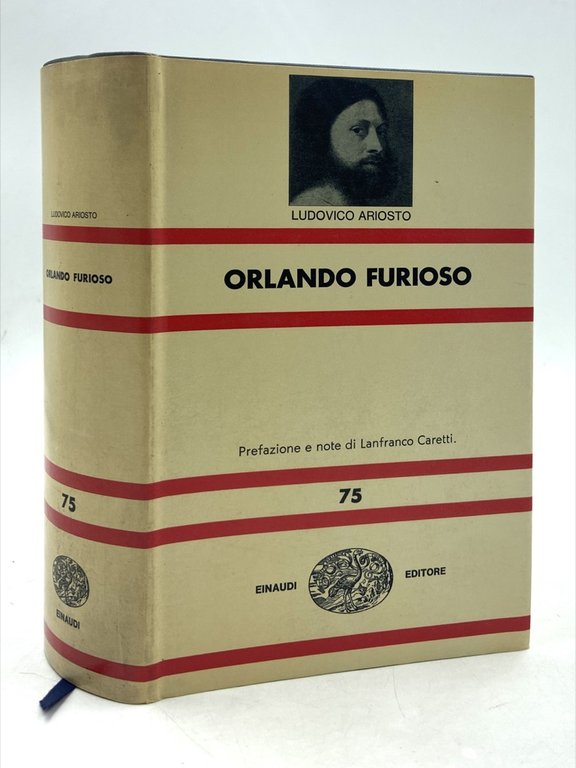 LUDOVICO ARIOSTO
ORLANDO FURIOSO
75
EINAUDI
LUDOVICO ARIOSTO
ORLANDO FURIOSO
Prefazione e note di Lanfranco Caretti.
75
EINAUDI EDITORE